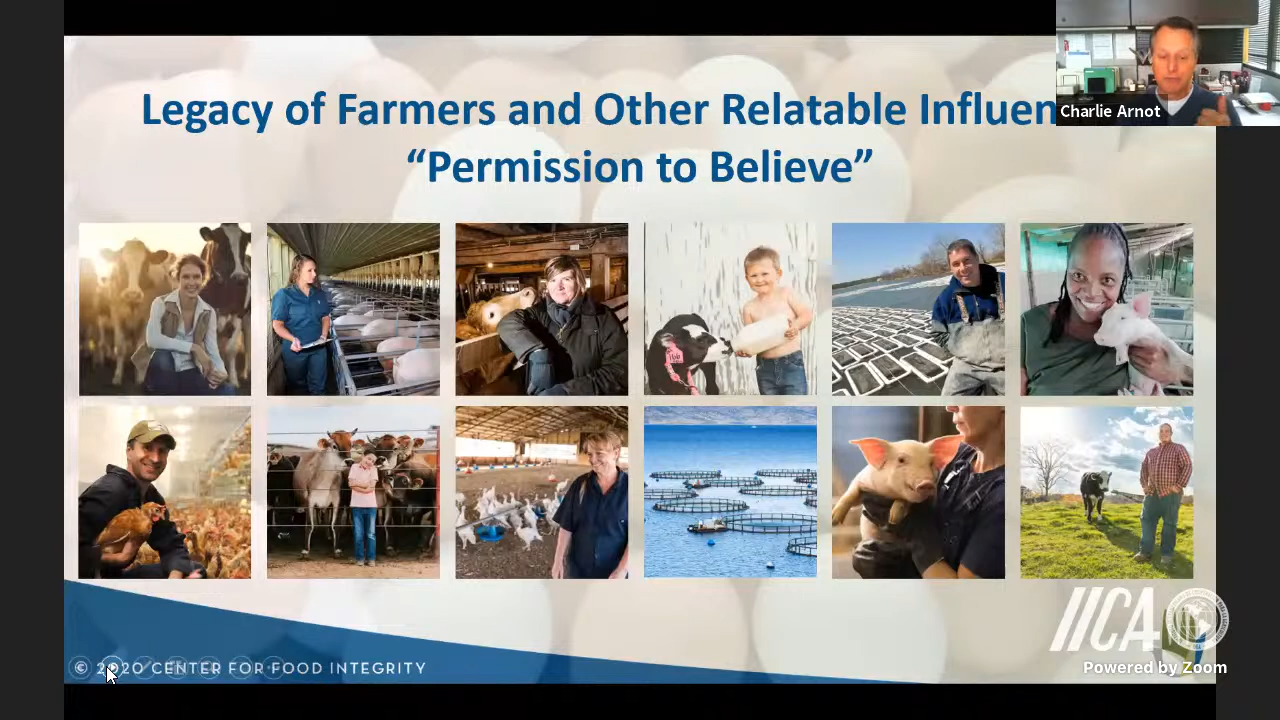 Legacy of Farmers and Other Relatable Influen
“Permission to Believe”
Charlie Arnot
IICA
© 2020 CENTER FOR FOOD INTEGRITY
Powered by Zoom